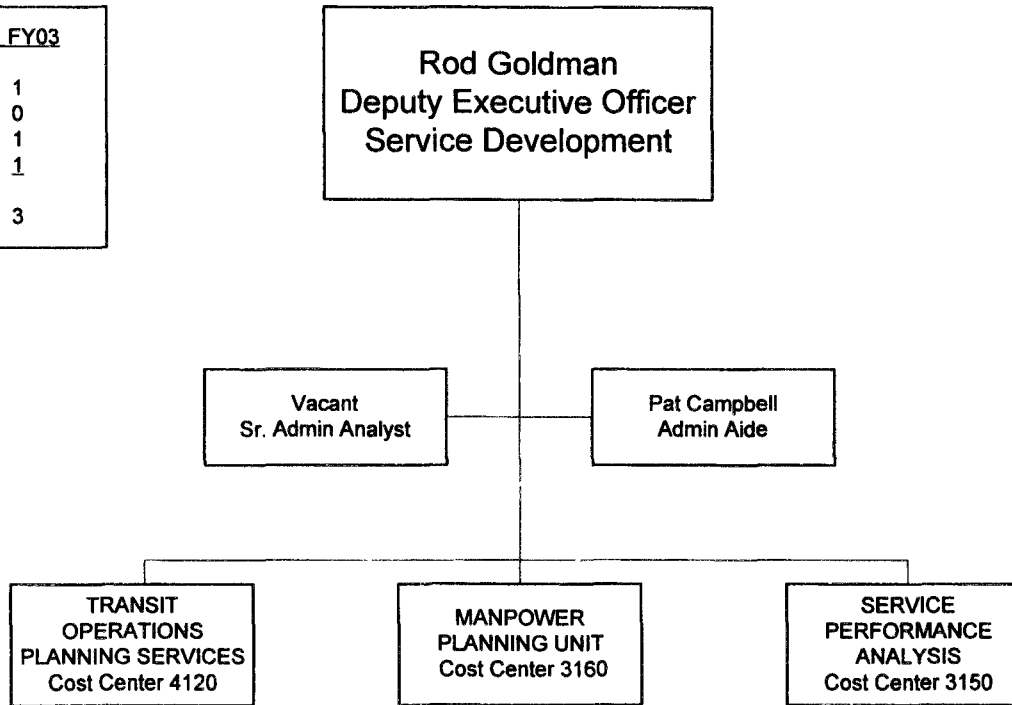 FY03
1
0
1
1
3
Rod Goldman
Deputy Executive Officer
Service Development
Vacant
Sr. Admin Analyst
Pat Campbell
Admin Aide
TRANSIT
OPERATIONS
PLANNING SERVICES
Cost Center 4120
MANPOWER
PLANNING UNIT
Cost Center 3160
SERVICE
PERFORMANCE
ANALYSIS
Cost Center 3150